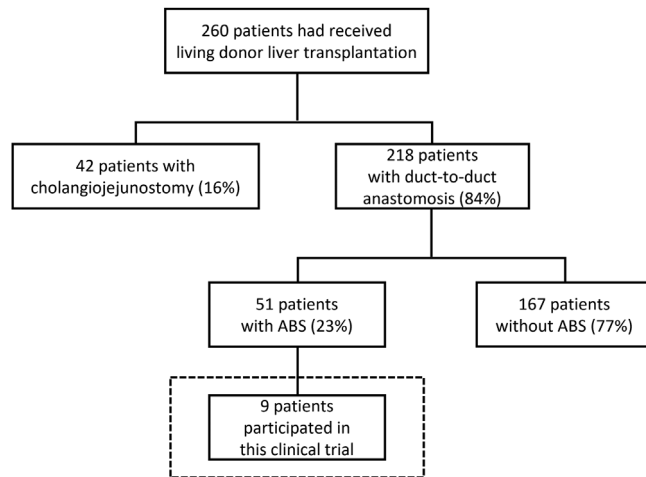 260 patients had received
living donor liver transplantation
42 patients with
cholangiojejunostomy (16%)
218 patients
with duct-to-duct
anastomosis (84%)
51 patients
with ABS (23%)
167 patients
without ABS (77%)
9 patients
participated in
this clinical trial